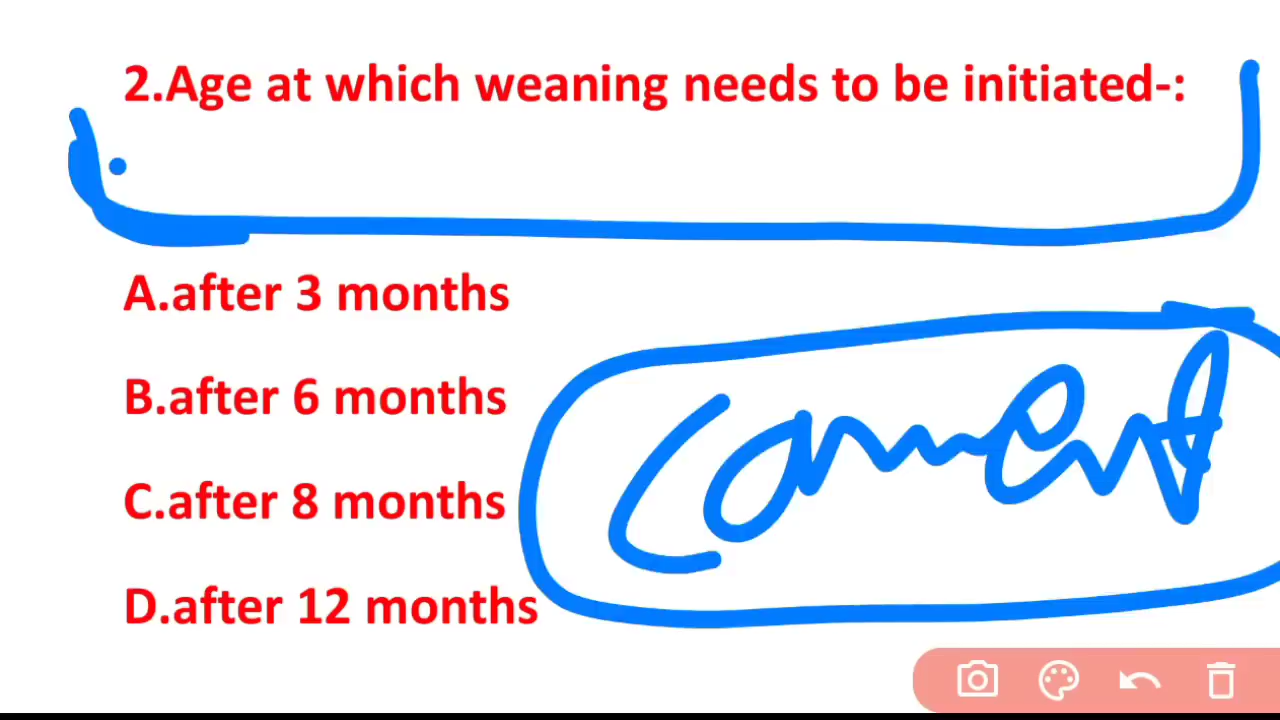 2.Age at which weaning needs to be initiated-:
A.after 3 months
B.after 6 months
C.after 8 months
D.after 12 months
Coment